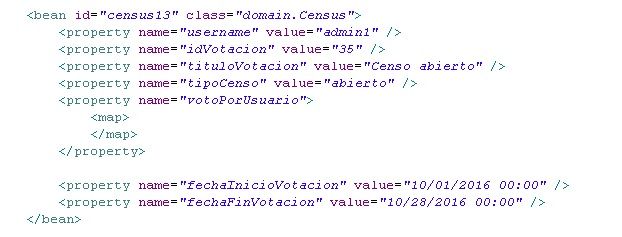 <bean id="census13" class="domain.Census">
<property name="username" value="admin1" />
<property name="idVotacion" value="35" />
<property name="tituloVotacion" value="Censo abierto" />
<property name="tipoCenso" value="abierto" />
<property name="votoPorUsuario">
<map>
</map>
</property>
<property name="fechaInicioVotacion" value="10/01/2016 00:00" />
<property name="fechaFinVotacion" value="10/28/2016 00:00" />
</bean>